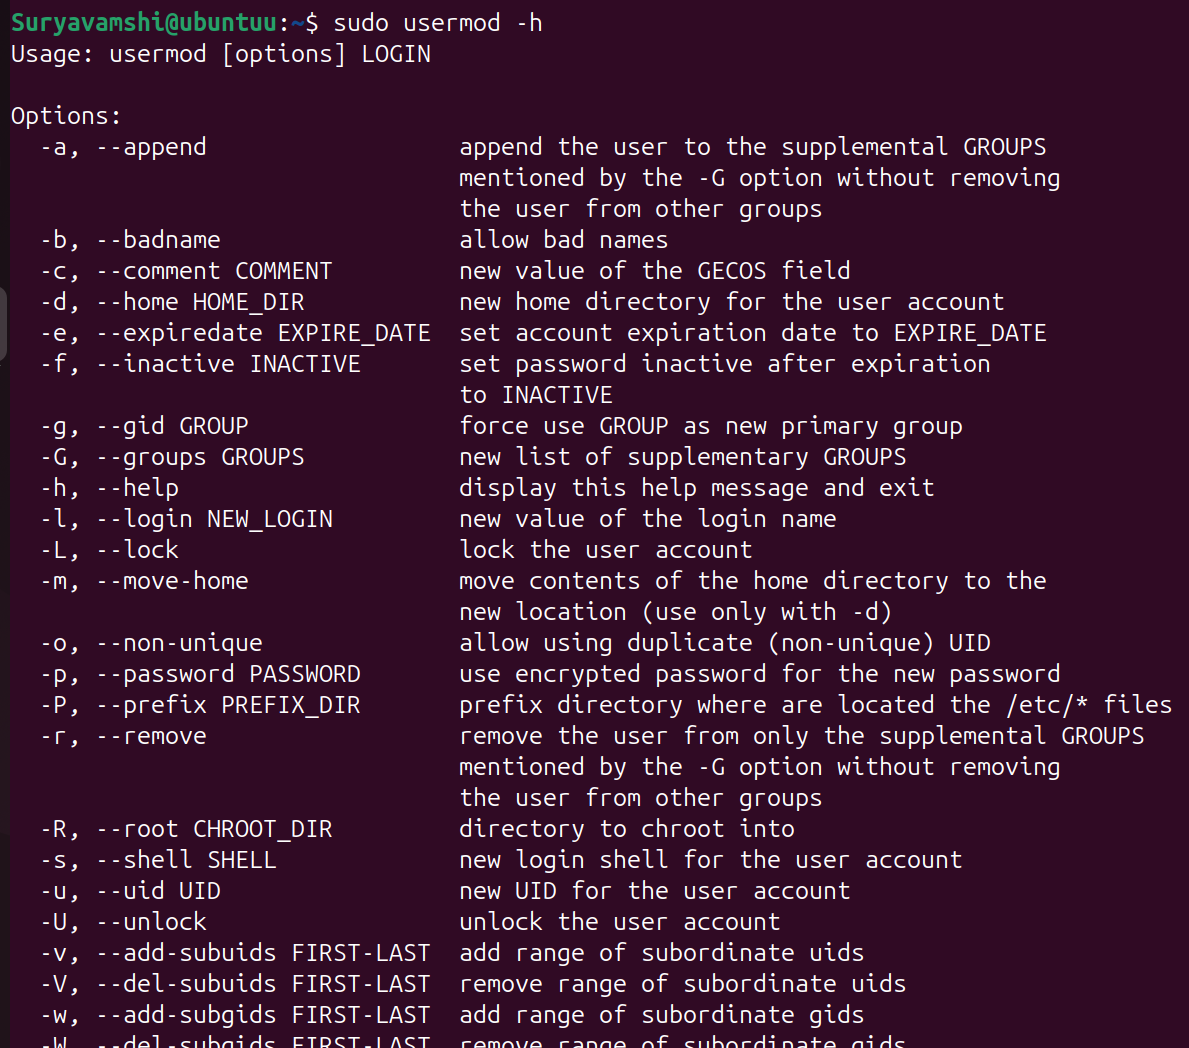 Suryavamshi@ubuntuu:~$ sudo usermod -h
Usage: usermod [options] LOGIN

Options:
  -a, --append                  append the user to the supplemental GROUPS
                                mentioned by the -G option without removing
                                the user from other groups
  -b, --badname                 allow bad names
  -c, --comment COMMENT         new value of the GECOS field
  -d, --home HOME_DIR           new home directory for the user account
  -e, --expiredate EXPIRE_DATE  set account expiration date to EXPIRE_DATE
  -f, --inactive INACTIVE       set password inactive after expiration
                                to INACTIVE
  -g, --gid GROUP               force use GROUP as new primary group
  -G, --groups GROUPS           new list of supplementary GROUPS
  -h, --help                    display this help message and exit
  -l, --login NEW_LOGIN         new value of the login name
  -L, --lock                    lock the user account
  -m, --move-home               move contents of the home directory to the
                                new location (use only with -d)
  -o, --non-unique              allow using duplicate (non-unique) UID
  -p, --password PASSWORD       use encrypted password for the new password
  -P, --prefix PREFIX_DIR       prefix directory where are located the /etc/* files
  -r, --remove                  remove the user from only the supplemental GROUPS
                                mentioned by the -G option without removing
                                the user from other groups
  -R, --root CHROOT_DIR         directory to chroot into
  -s, --shell SHELL             new login shell for the user account
  -u, --uid UID                 new UID for the user account
  -U, --unlock                  unlock the user account
  -v, --add-subuids FIRST-LAST  add range of subordinate uids
  -V, --del-subuids FIRST-LAST  remove range of subordinate uids
  -w, --add-subgids FIRST-LAST  add range of subordinate gids
  -W, --del-subgids FIRST-LAST  remove range of subordinate gids